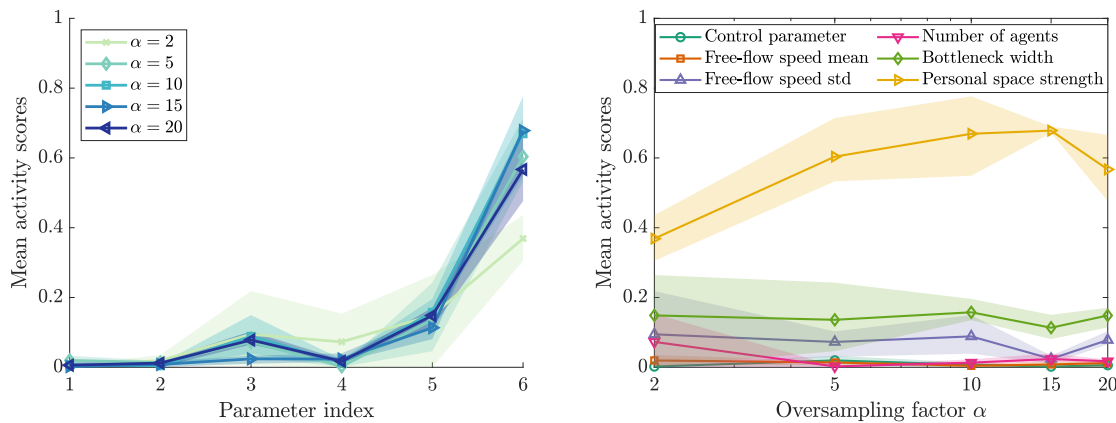 1
0.8
0.6
0.4
0.2
0
Mean activity scores
α = 2
α = 5
α = 10
α = 15
α = 20
1 2 3 4 5 6
Parameter index
1
0.8
0.6
0.4
0.2
0
Mean activity scores
Control parameter
Free-flow speed mean
Free-flow speed std
Number of agents
Bottleneck width
Personal space strength
2 5 10 15 20
Oversampling factor α